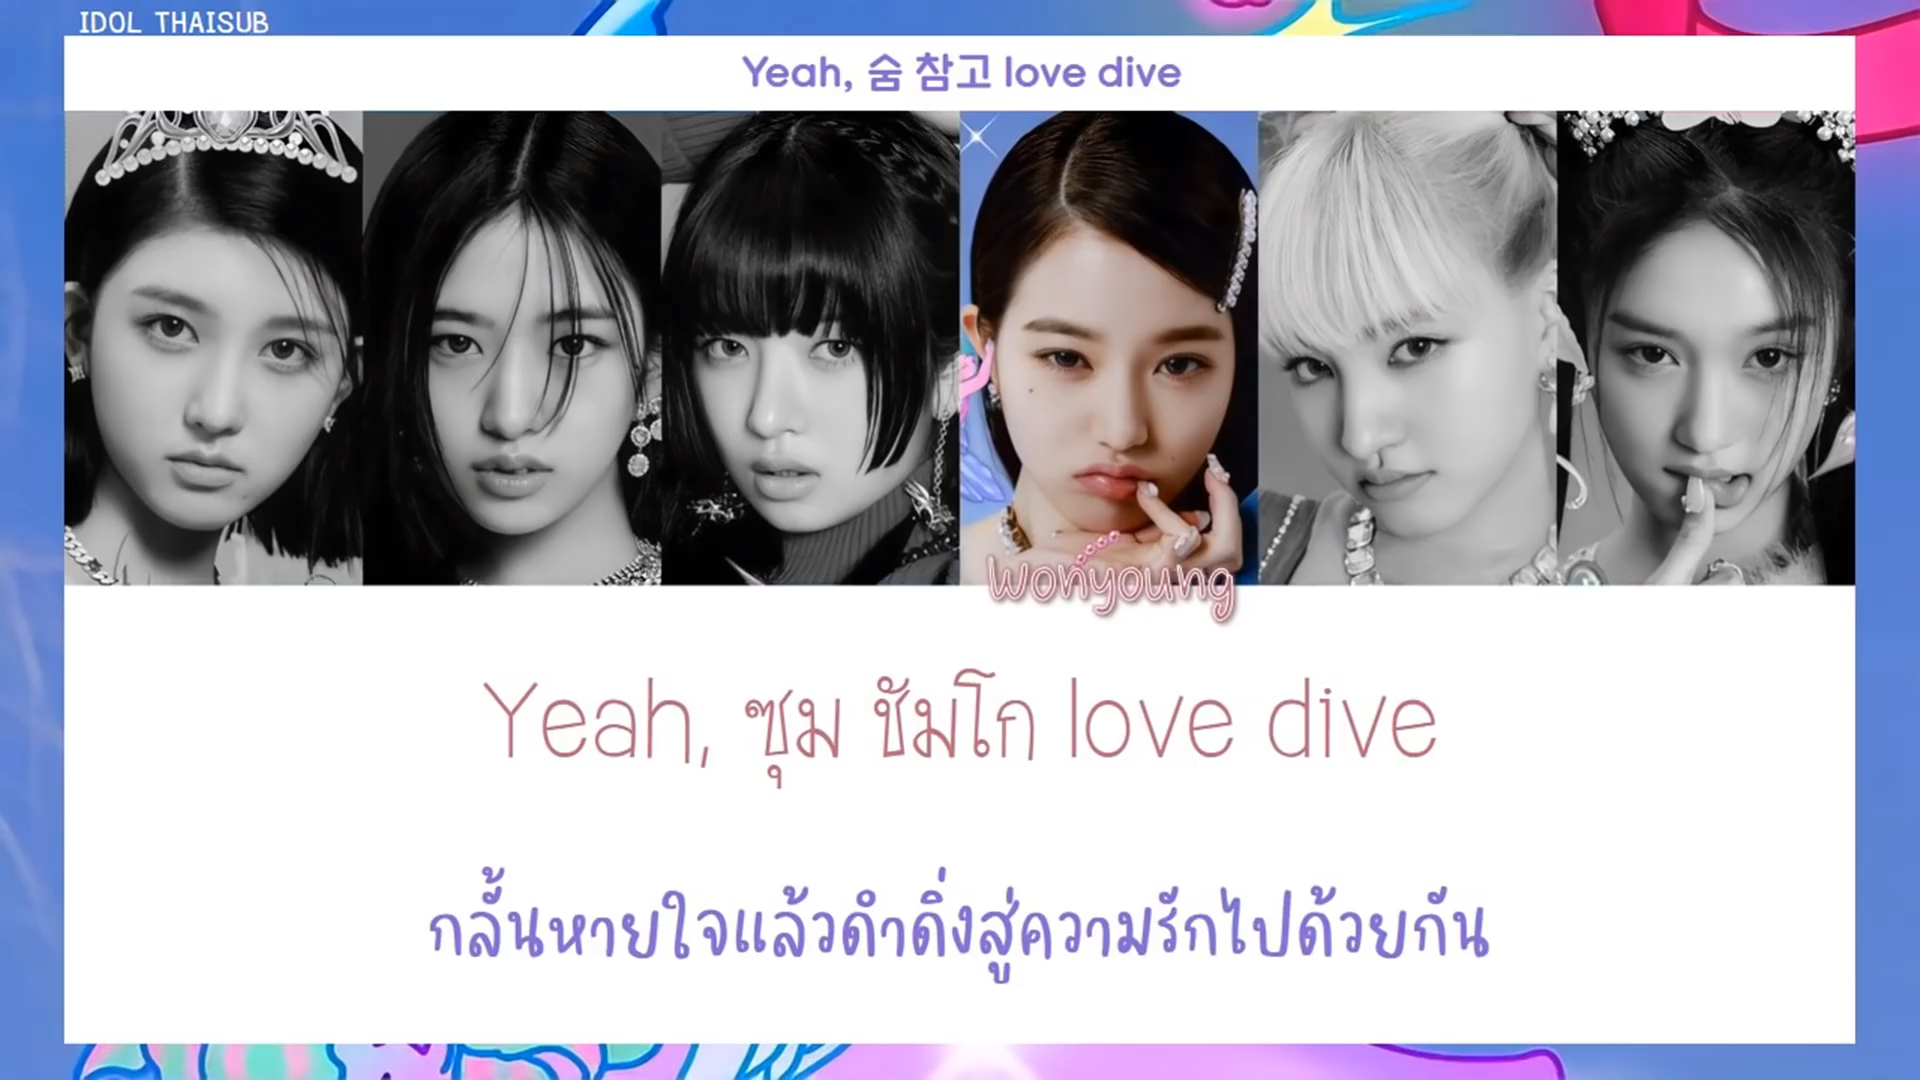 IDOL THAISUB
Yeah, 숨 참고 love dive
wonyoung
Yeah, ซุม ชัมโก love dive
กลั้นหายใจแล้วดำดิ่งสู่ความรักไปด้วยกัน